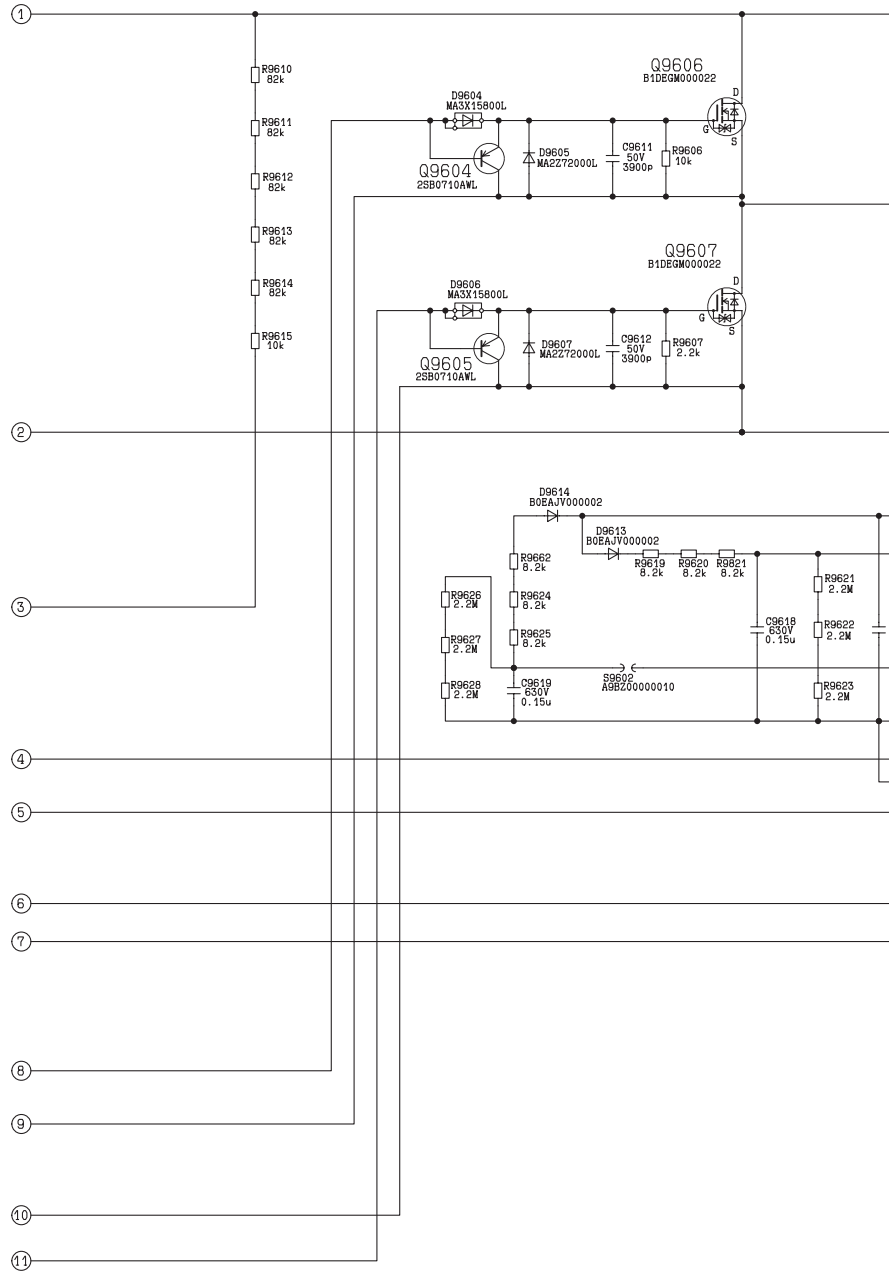 1
R9610
82k
R9611
82k
R9612
82k
R9613
82k
R9614
82k
R9615
10k
Q9606
B1DEGM000022
D
G
S
D9604
MA3X15800L
Q9604
2SB0710AWL
D9605
MA2Z72000L
C9611
50V
3900p
R9606
10k
Q9607
B1DEGM000022
D
G
S
D9606
MA3X15800L
Q9605
2SB0710AWL
D9607
MA2Z72000L
C9612
50V
3900p
R9607
2.2k
2
D9614
B0EAJV000002
D9613
B0EAJV000002
R9662
8.2k
R9619
8.2k
R9620
8.2k
R9821
8.2k
R9621
2.2M
R9626
2.2M
R9624
8.2k
3
R9627
2.2M
R9625
8.2k
C9618
630V
0.15u
R9622
2.2M
S9602
A9BZ00000010
R9628
2.2M
C9619
630V
0.15u
R9623
2.2M
4
5
6
7
8
9
10
11